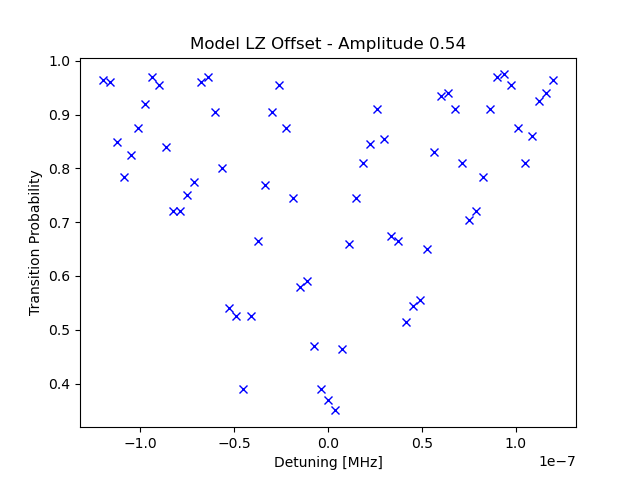 Model LZ Offset - Amplitude 0.54
1.0
0.9
0.8
0.7
0.6
0.5
0.4
Transition Probability
−1.0 −0.5 0.0 0.5 1.0
1e−7
Detuning [MHz]